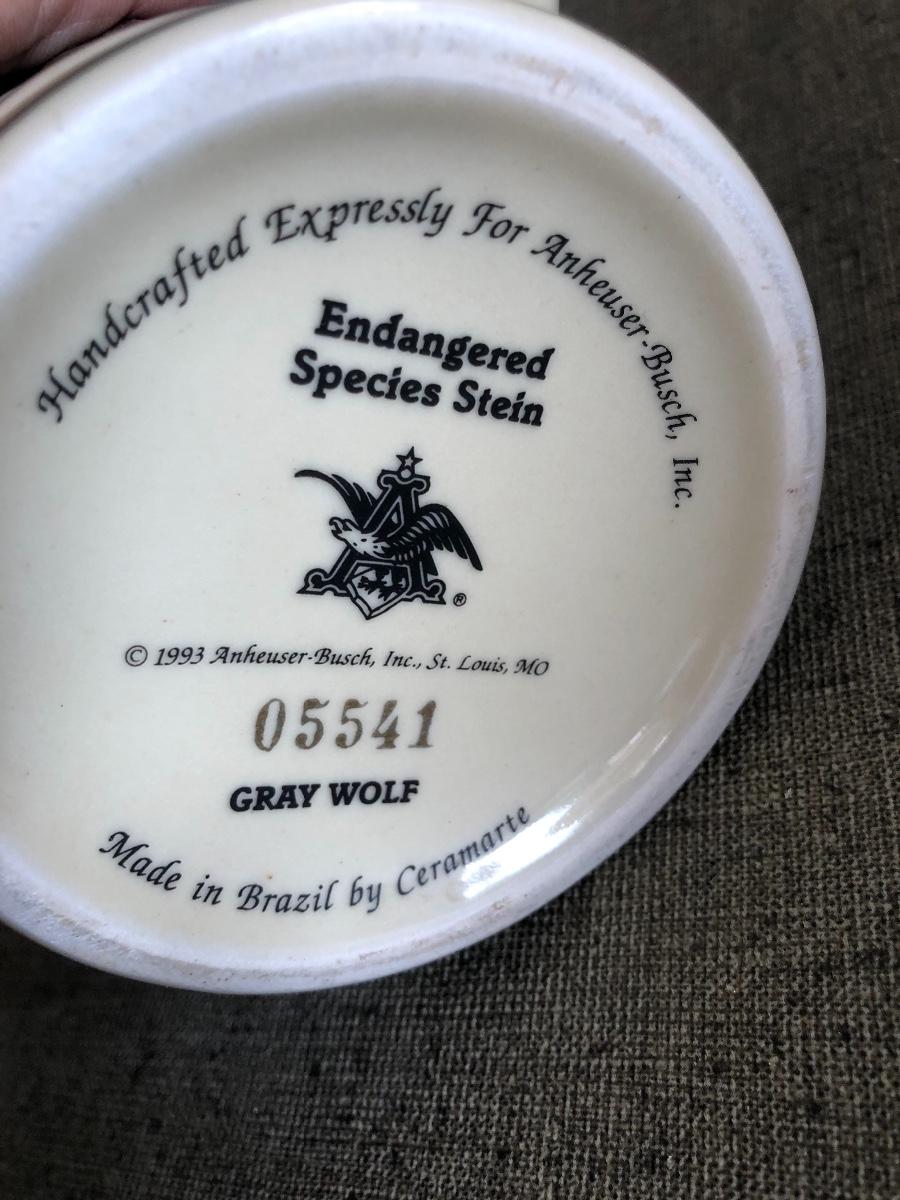 Handcrafted Expressly For Anheuser-Busch, Inc.
Endangered
Species Stein
A
®
© 1993 Anheuser-Busch, Inc., St. Louis, MO
05541
GRAY WOLF
Made in Brazil by Ceramarte